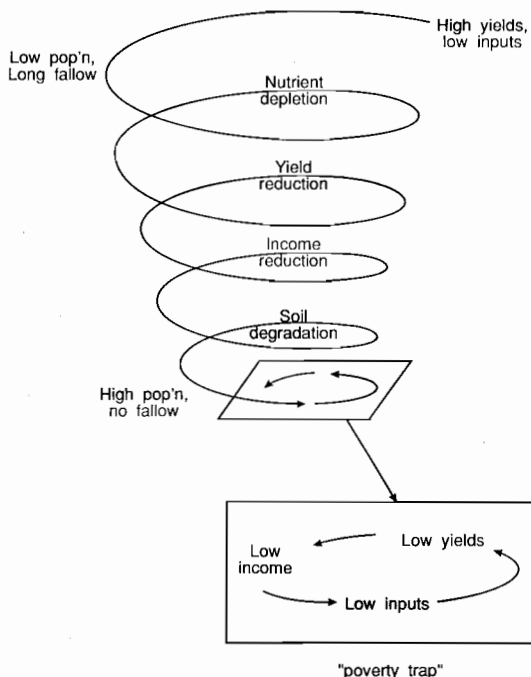 High yields,
low inputs
Low pop'n,
Long fallow
Nutrient
depletion
Yield
reduction
Income
reduction
Soil
degradation
High pop'n,
no fallow
Low yields
Low
income
Low inputs
"poverty trap"